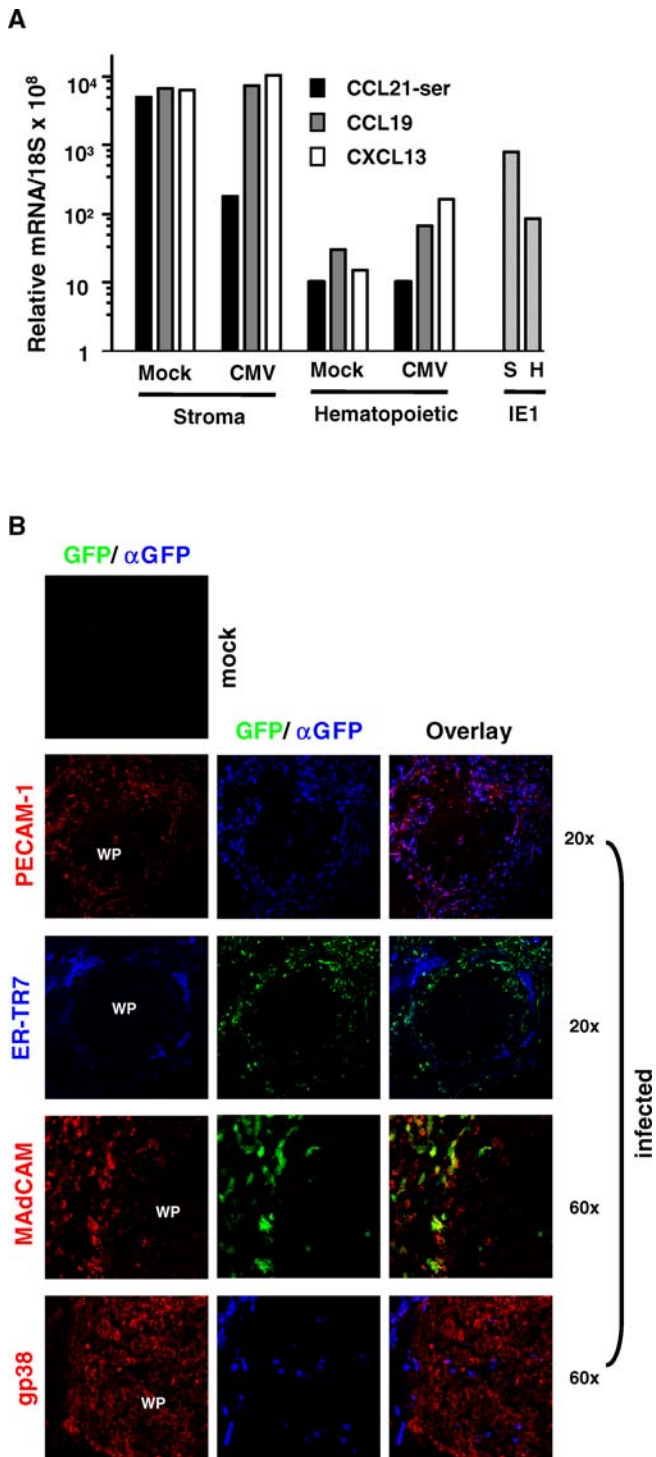 A
Relative mRNA/18S x 10⁸
10⁴
10³
10²
10
1
CCL21-ser
CCL19
CXCL13
Mock CMV Mock CMV S H
Stroma Hematopoietic IE1
B
GFP/ αGFP
mock
GFP/ αGFP Overlay
PECAM-1
WP
20x
ER-TR7
WP
20x
MAdCAM
WP
60x
gp38
WP
60x
infected